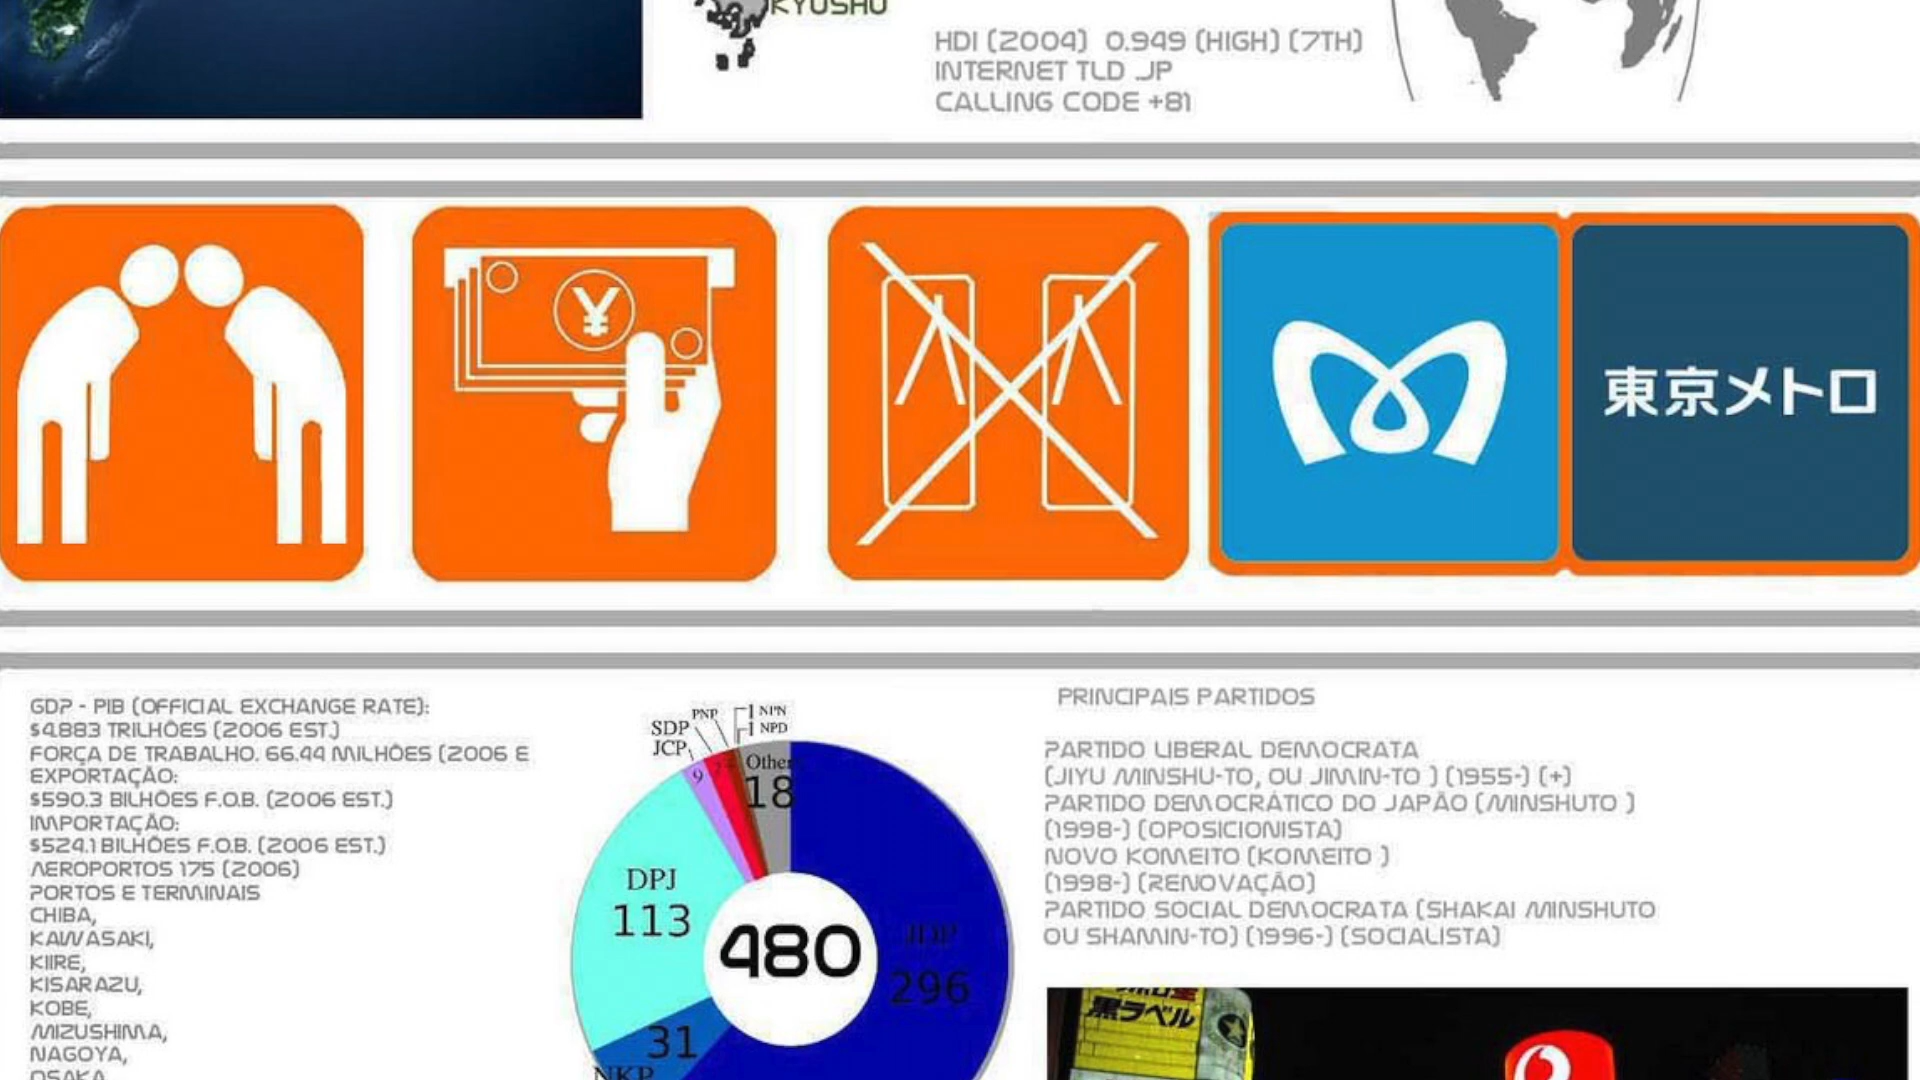 KYUSHU
HDI (2004) 0.949 (HIGH) (7TH)
INTERNET TLD .JP
CALLING CODE +81
¥
東京メトロ
GDP - PIB (OFFICIAL EXCHANGE RATE):
$4.883 TRILHÕES (2006 EST.)
FORÇA DE TRABALHO. 66.44 MILHÕES (2006 E
EXPORTAÇÃO:
$590.3 BILHÕES F.O.B. (2006 EST.)
IMPORTAÇÃO:
$524.1 BILHÕES F.O.B. (2006 EST.)
AEROPORTOS 175 (2006)
PORTOS E TERMINAIS
CHIBA,
KAWASAKI,
KIIRE,
KISARAZU,
KOBE,
MIZUSHIMA,
NAGOYA,
OSAKA
1 NPN
PNP
1 NPD
SDP
JCP
Other
9
7
18
DPJ
113
480
296
31
NKP
PRINCIPAIS PARTIDOS
PARTIDO LIBERAL DEMOCRATA
(JIYU MINSHU-TO, OU JIMIN-TO ) (1955-) (+)
PARTIDO DEMOCRÁTICO DO JAPÃO (MINSHUTO )
(1998-) (OPOSICIONISTA)
NOVO KOMEITO (KOMEITO )
(1998-) (RENOVAÇÃO)
PARTIDO SOCIAL DEMOCRATA (SHAKAI MINSHUTO
OU SHAMIN-TO) (1996-) (SOCIALISTA)
黒ラベル